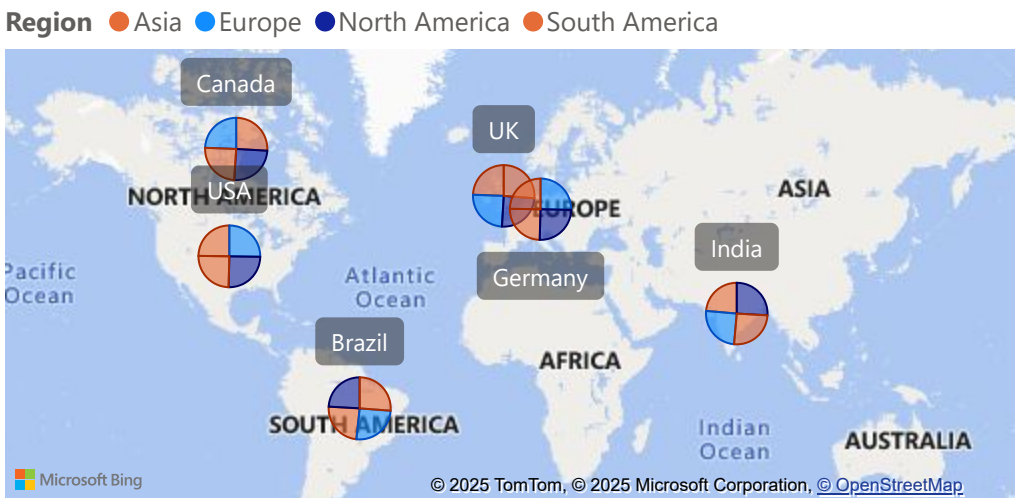 Region Asia Europe North America South America
Canada
UK
USA
NORTH AMERICA
ASIA
EUROPE
India
Pacific
Ocean
Atlantic
Ocean
Germany
Brazil
AFRICA
SOUTH AMERICA
Indian
Ocean
AUSTRALIA
Microsoft Bing
© 2025 TomTom, © 2025 Microsoft Corporation, © OpenStreetMap